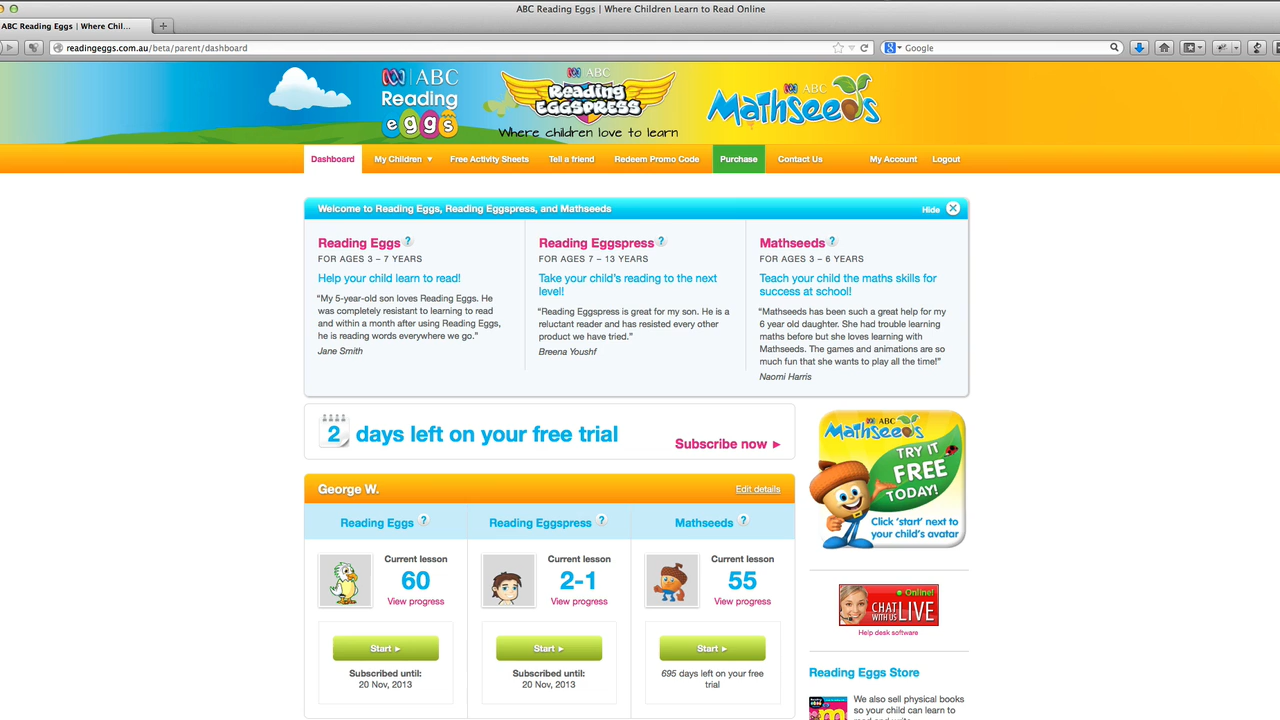 ABC Reading Eggs | Where Children Learn to Read Online
ABC Reading Eggs | Where Chil...
readingeggs.com.au/beta/parent/dashboard
Google
ABC
Reading
eggs
ABC
Reading
EGGSPRESS
Where children love to learn
ABC
Mathseeds
Dashboard
My Children ▼
Free Activity Sheets
Tell a friend
Redeem Promo Code
Purchase
Contact Us
My Account
Logout
Welcome to Reading Eggs, Reading Eggspress, and Mathseeds
Hide
Reading Eggs ?
FOR AGES 3 – 7 YEARS
Help your child learn to read!
“My 5-year-old son loves Reading Eggs. He
was completely resistant to learning to read
and within a month after using Reading Eggs,
he is reading words everywhere we go.”
Jane Smith
Reading Eggspress ?
FOR AGES 7 – 13 YEARS
Take your child’s reading to the next
level!
“Reading Eggspress is great for my son. He is a
reluctant reader and has resisted every other
product we have tried.”
Breena Youshf
Mathseeds ?
FOR AGES 3 – 6 YEARS
Teach your child the maths skills for
success at school!
“Mathseeds has been such a great help for my
6 year old daughter. She had trouble learning
maths before but she loves learning with
Mathseeds. The games and animations are so
much fun that she wants to play all the time!”
Naomi Harris
2 days left on your free trial
Subscribe now ►
George W.
Edit details
Reading Eggs ?
Reading Eggspress ?
Mathseeds ?
Current lesson
60
View progress
Current lesson
2-1
View progress
Current lesson
55
View progress
Start ►
Subscribed until:
20 Nov, 2013
Start ►
Subscribed until:
20 Nov, 2013
Start ►
695 days left on your free
trial
ABC
Mathseeds
TRY IT
FREE
TODAY!
Click ‘start’ next to
your child’s avatar
Online!
CHAT
WITH US
LIVE
Help desk software
Reading Eggs Store
We also sell physical books
so your child can learn to